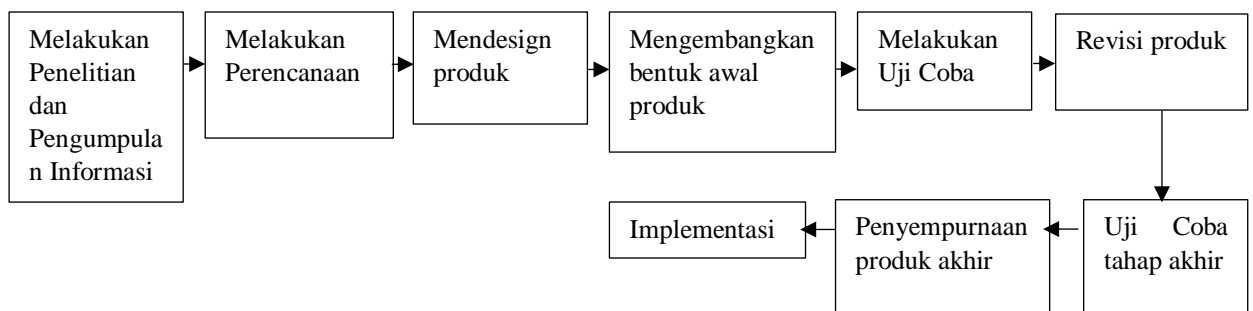 Melakukan
Penelitian
dan
Pengumpula
n Informasi
Melakukan
Perencanaan
Mendesign
produk
Mengembangkan
bentuk awal
produk
Melakukan
Uji Coba
Revisi produk
Uji Coba
tahap akhir
Penyempurnaan
produk akhir
Implementasi